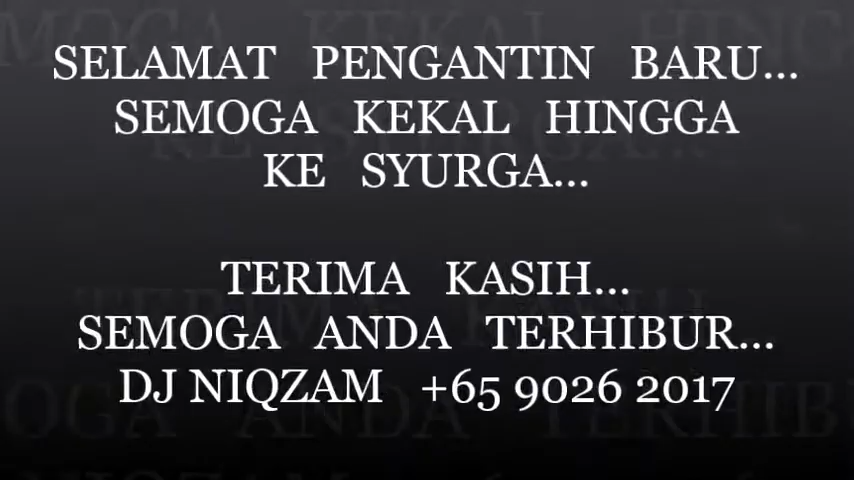 SELAMAT PENGANTIN BARU...
SEMOGA KEKAL HINGGA
KE SYURGA...
TERIMA KASIH...
SEMOGA ANDA TERHIBUR...
DJ NIQZAM +65 9026 2017